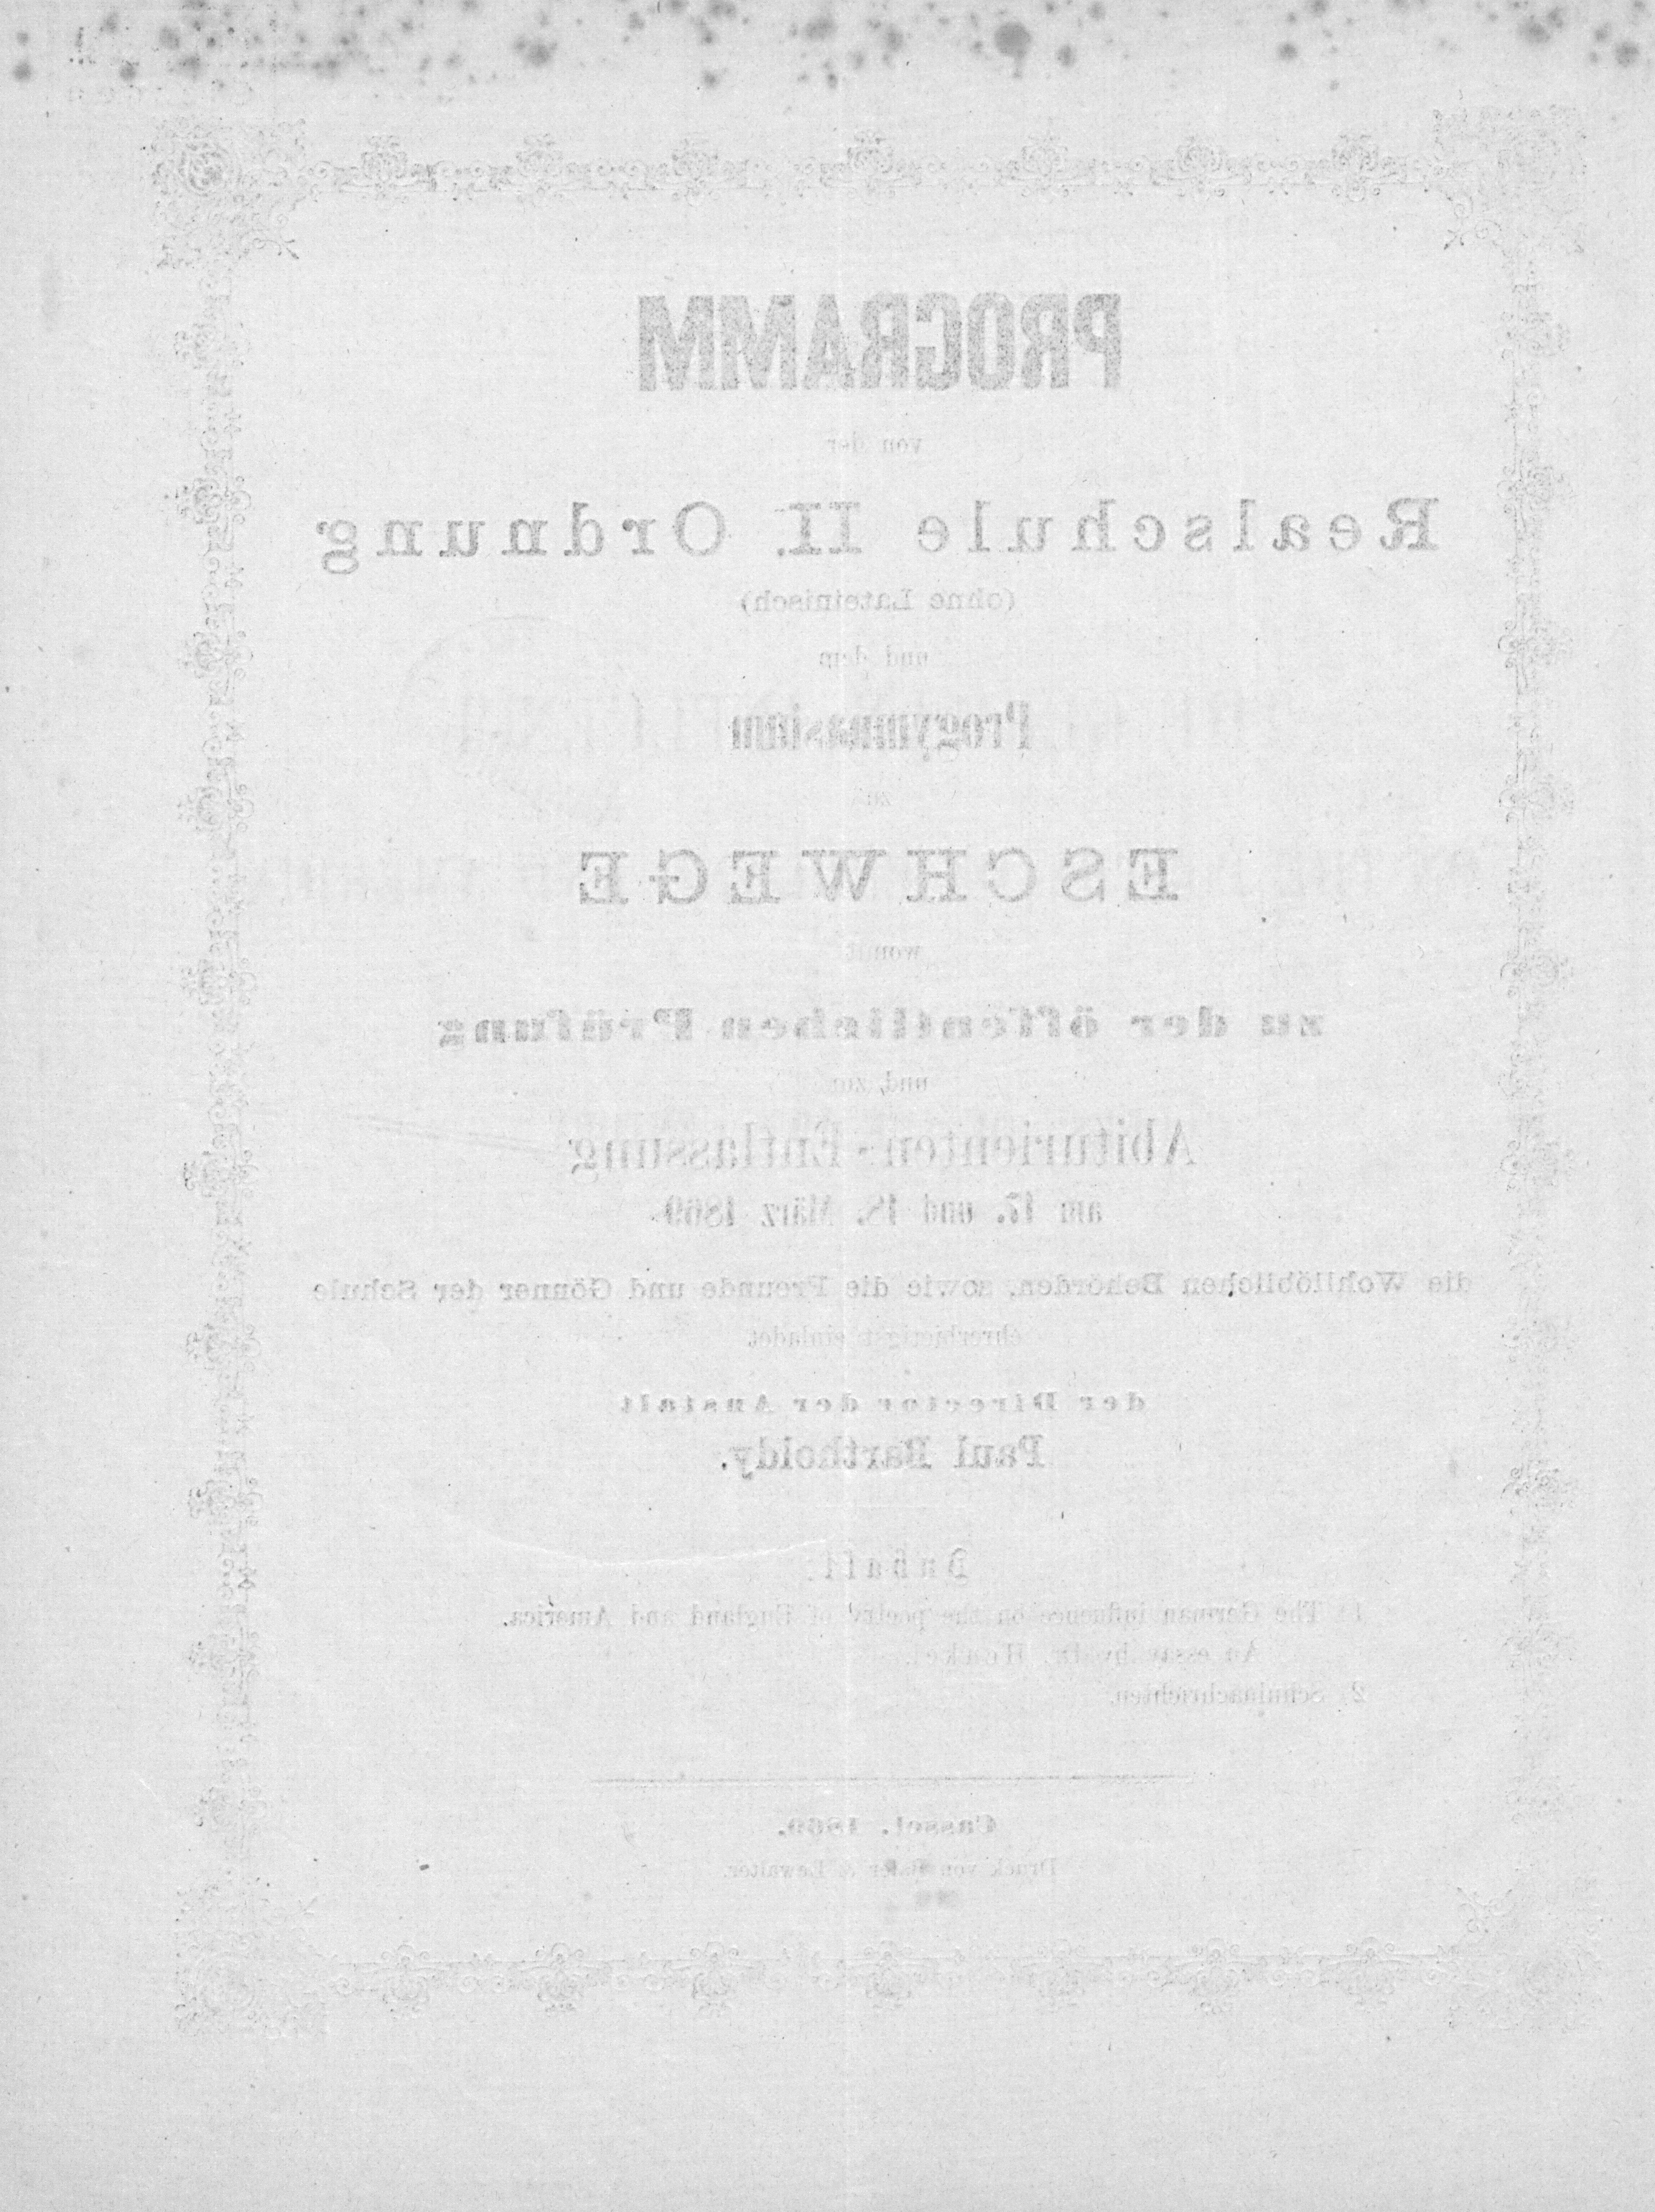 PROGRAMM
von der
Realschule II. Ordnung
(ohne Lateinisch)
und dem
Progymnasium
zu
ESCHWEGE
womit
zu der öffentlichen Prüfung
und zur
Abiturienten-Entlassung
am 17. und 18. März 1869
die Wohllöblichen Behörden, sowie die Freunde und Gönner der Schule
ehrerbietigst einladet
der Director der Anstalt
Paul Bartholdy.
Inhalt:
1. The German influence on the poetry of England and America.
An essay by Dr. Henkel.
2. Schulnachrichten.
Cassel. 1869.
Druck von & Lewalter.